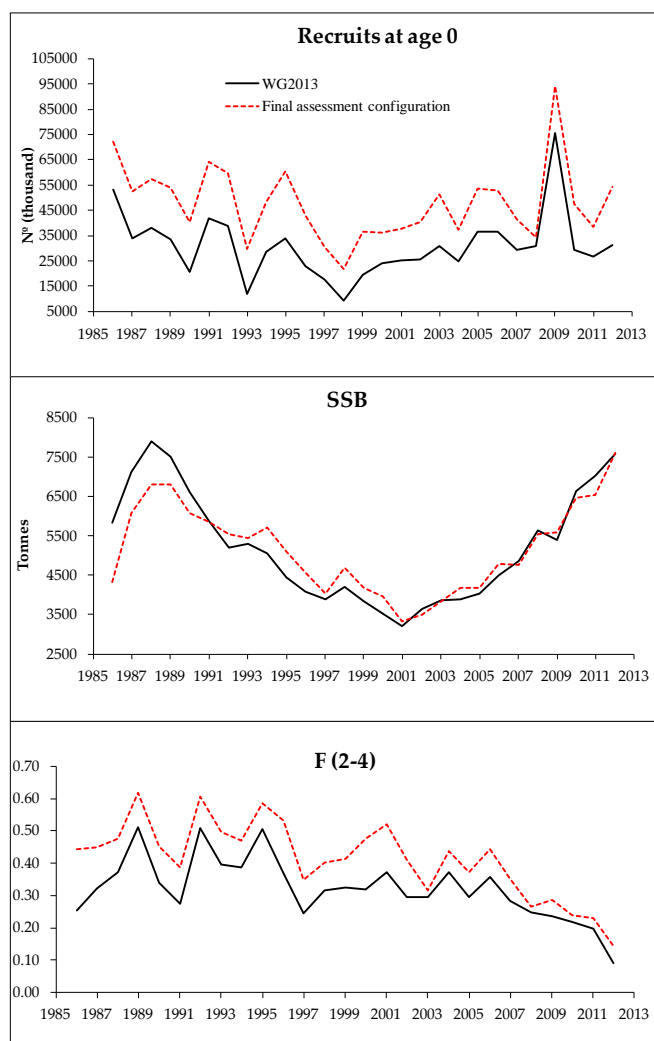 Recruits at age 0
105000
95000
85000
75000
65000
55000
45000
35000
25000
15000
5000
Nº (thousand)
WG2013
Final assessment configuration
1985 1987 1989 1991 1993 1995 1997 1999 2001 2003 2005 2007 2009 2011 2013
SSB
8500
7500
6500
5500
4500
3500
2500
Tonnes
1985 1987 1989 1991 1993 1995 1997 1999 2001 2003 2005 2007 2009 2011 2013
F (2-4)
0.70
0.60
0.50
0.40
0.30
0.20
0.10
0.00
1985 1987 1989 1991 1993 1995 1997 1999 2001 2003 2005 2007 2009 2011 2013